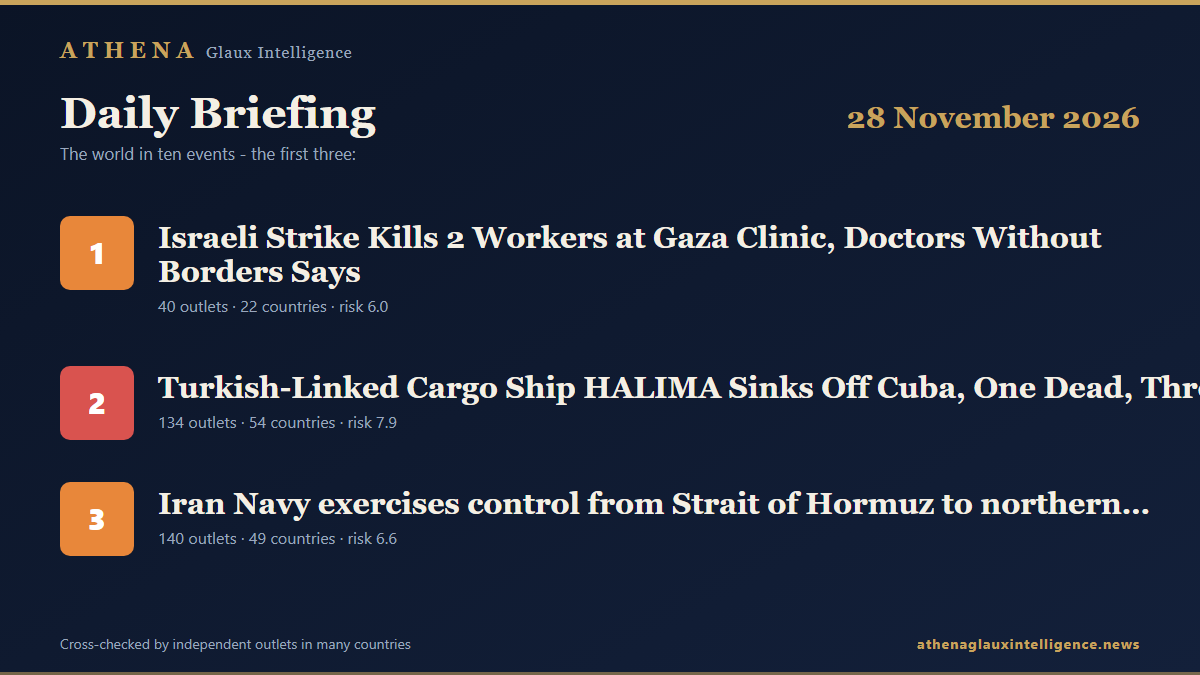 ATHENA Glaux Intelligence
Daily Briefing
28 November 2026
The world in ten events - the first three:
1
Israeli Strike Kills 2 Workers at Gaza Clinic, Doctors Without
Borders Says
40 outlets · 22 countries · risk 6.0
2
Turkish-Linked Cargo Ship HALIMA Sinks Off Cuba, One Dead,
134 outlets · 54 countries · risk 7.9
3
Iran Navy exercises control from Strait of Hormuz to northern...
140 outlets · 49 countries · risk 6.6
Cross-checked by independent outlets in many countries
athenaglauxintelligence.news